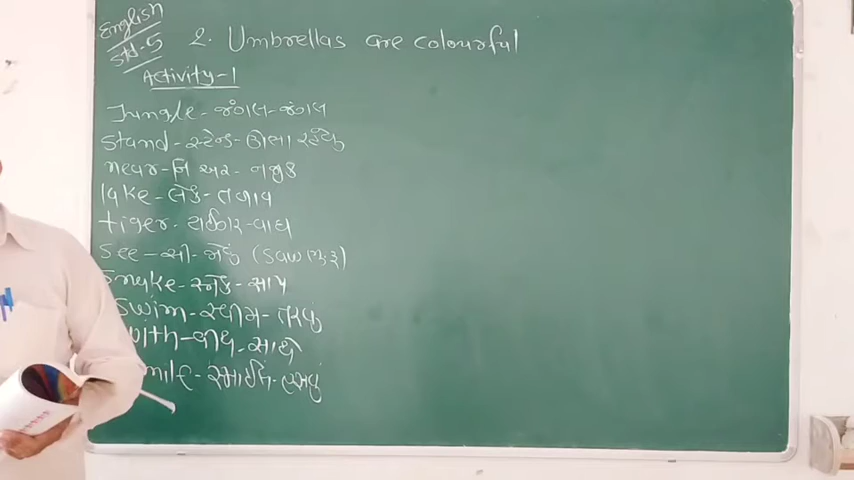 English
Std-5
2. Umbrellas are colourful
Activity-1
Jungle - જંગલ - જંગલ
stand - સ્ટેન્ડ - ઊભા રહેવું
near - નિઅર - નજીક
lake - લેક - તળાવ
tiger - ટાઈગર - વાઘ
see - સી - જોવું (saw ભૂ.કૃ)
Snake - સ્નેક - સાપ
swim - સ્વીમ - તરવું
with - વીથ - સાથે
mile - સ્માઈલ - હસવું